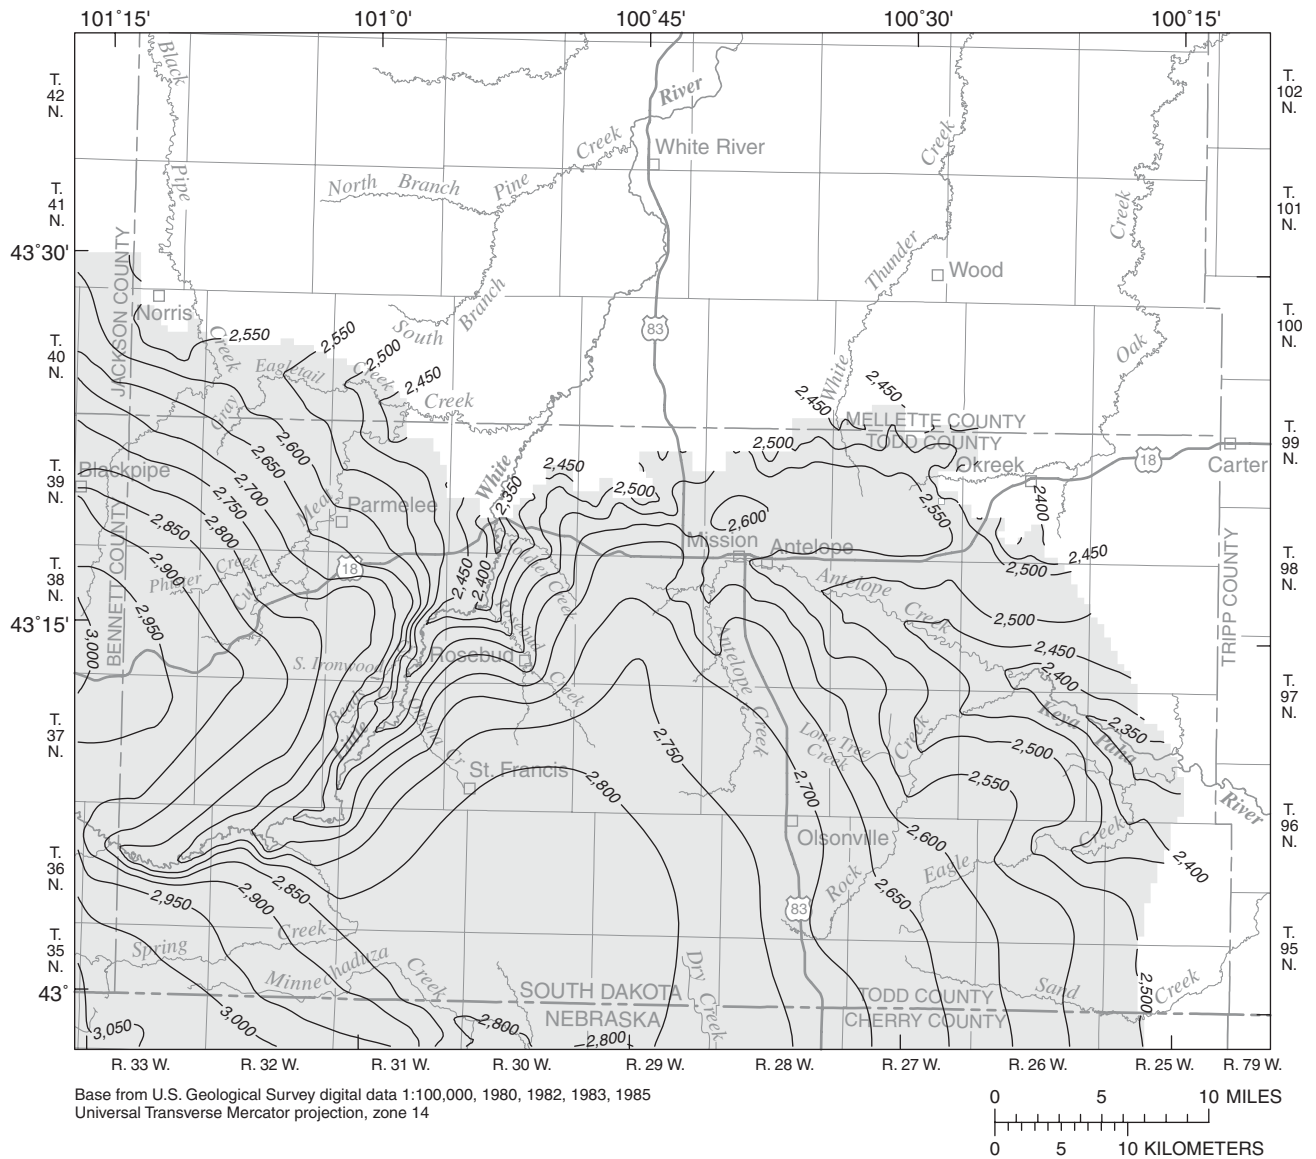 101°15'
101°0'
100°45'
100°30'
100°15'
T.
42
N.
T.
41
N.
43°30'
T.
40
N.
T.
39
N.
T.
38
N.
43°15'
T.
37
N.
T.
36
N.
T.
35
N.
43°
T.
102
N.
T.
101
N.
T.
100
N.
T.
99
N.
T.
98
N.
T.
97
N.
T.
96
N.
T.
95
N.
Black
Pipe
Creek
River
Creek
White River
North Branch
Pine
Creek
Creek
Thunder
Wood
White
Oak
South
Branch
83
JACKSON COUNTY
Norris
2,550
2,550
2,500
2,450
Eagletail
Creek
Creek
Gray
2,450
2,450
MELLETTE COUNTY
TODD COUNTY
2,500
Okreek
18
Carter
Blackpipe
2,600
2,650
2,700
2,750
2,800
2,850
2,900
2,950
3,000
White
2,350
2,450
2,500
Meat
Parmelee
2,600
2,550
2400
2,450
2,500
Mission
Antelope
18
BENNETT COUNTY
Creek
Cut
2,450
2,400
Creek
Rosebud
Antelope
Creek
2,500
2,450
2,400
TRIPP COUNTY
S. Ironwood
Rosebud
Creek
Antelope
Creek
Little
Omaha
Cr
Keya
Paha
2,350
River
2,750
Lone Tree
Creek
Creek
2,500
2,550
St. Francis
2,800
2,700
Olsonville
2,600
Creek
Eagle
2,400
Rock
2,650
2,850
2,900
2,950
83
Creek
Spring
Minnechaduza
Creek
Dry
Creek
Sand
Creek
2,500
SOUTH DAKOTA
NEBRASKA
TODD COUNTY
CHERRY COUNTY
3,050
3,000
2,800
2,800
R. 33 W.
R. 32 W.
R. 31 W.
R. 30 W.
R. 29 W.
R. 28 W.
R. 27 W.
R. 26 W.
R. 25 W.
R. 79 W.
Base from U.S. Geological Survey digital data 1:100,000, 1980, 1982, 1983, 1985
Universal Transverse Mercator projection, zone 14
0 5 10 MILES
0 5 10 KILOMETERS